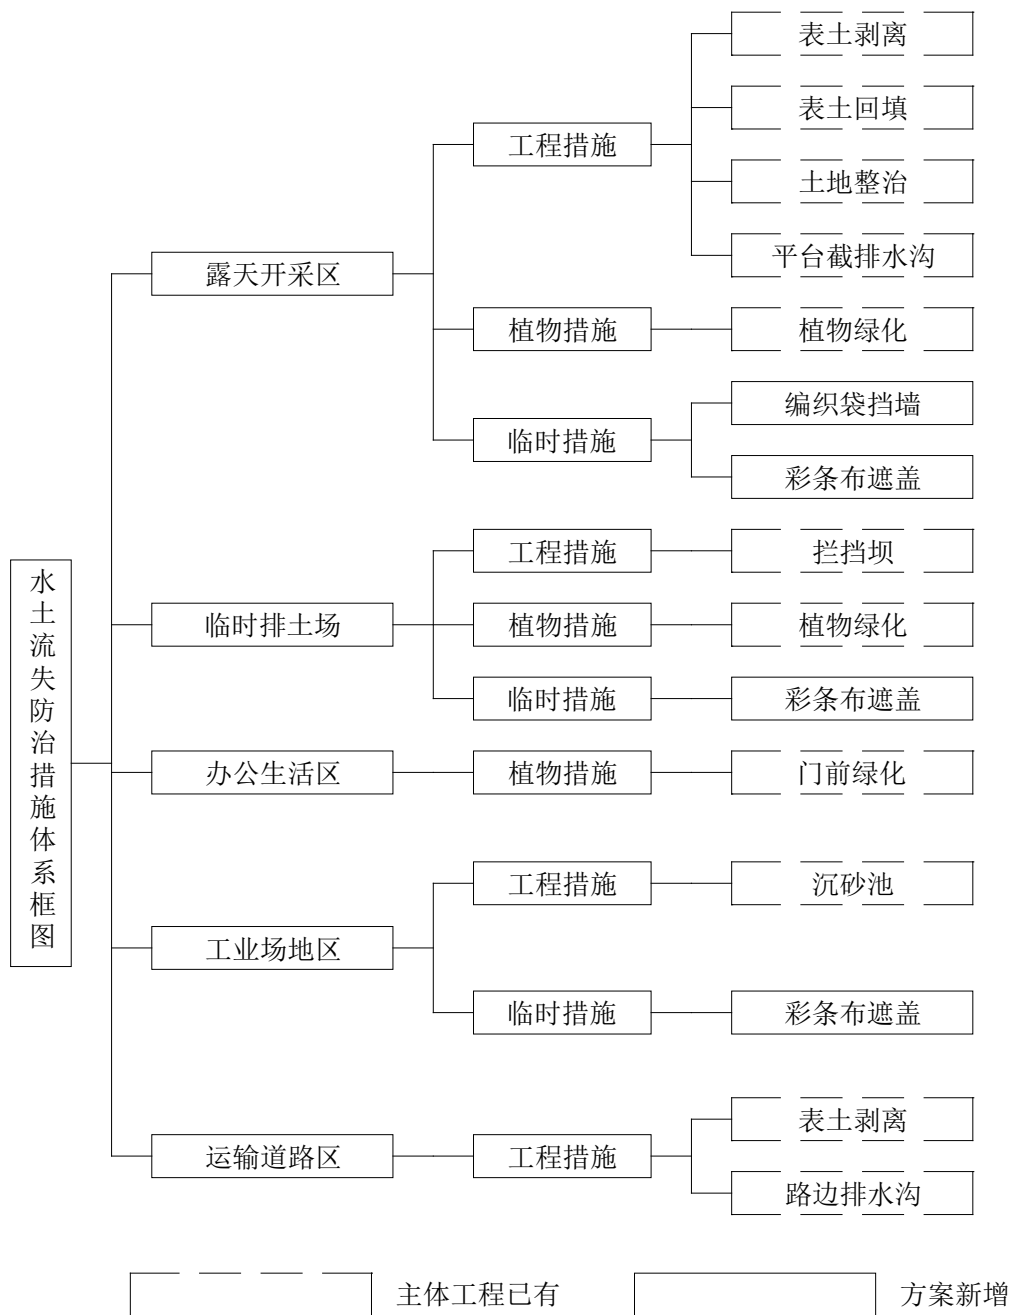 水土流失防治措施体系框图
露天开采区
工程措施
表土剥离
表土回填
土地整治
平台截排水沟
植物措施
植物绿化
临时措施
编织袋挡墙
彩条布遮盖
临时排土场
工程措施
拦挡坝
植物措施
植物绿化
临时措施
彩条布遮盖
办公生活区
植物措施
门前绿化
工业场地区
工程措施
沉砂池
临时措施
彩条布遮盖
运输道路区
工程措施
表土剥离
路边排水沟
主体工程已有
方案新增